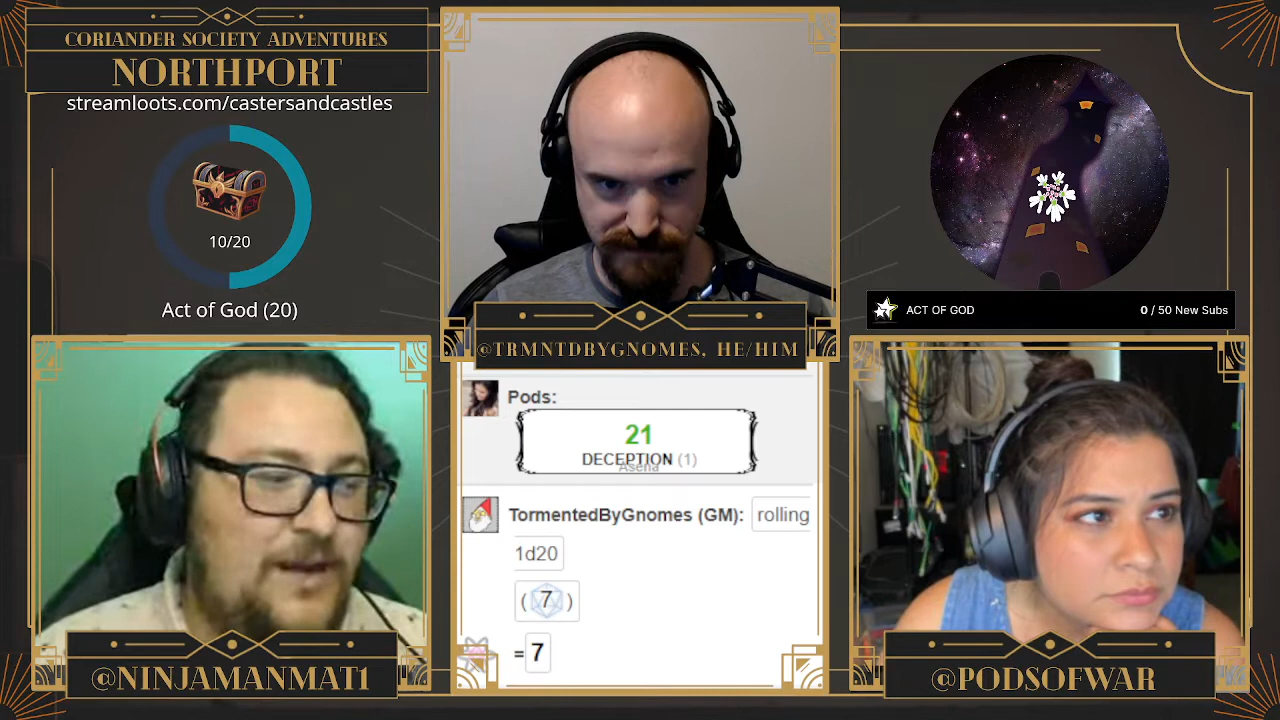 CORIANDER SOCIETY ADVENTURES
NORTHPORT
streamloots.com/castersandcastles
10/20
Act of God (20)
@TRMNTDBYGNOMES, HE/HIM
ACT OF GOD 0 / 50 New Subs
Pods:
21
DECEPTION (1)
Asena
TormentedByGnomes (GM): rolling
1d20
(7)
=7
@NINJAMANMAT1
@PODSOFWAR